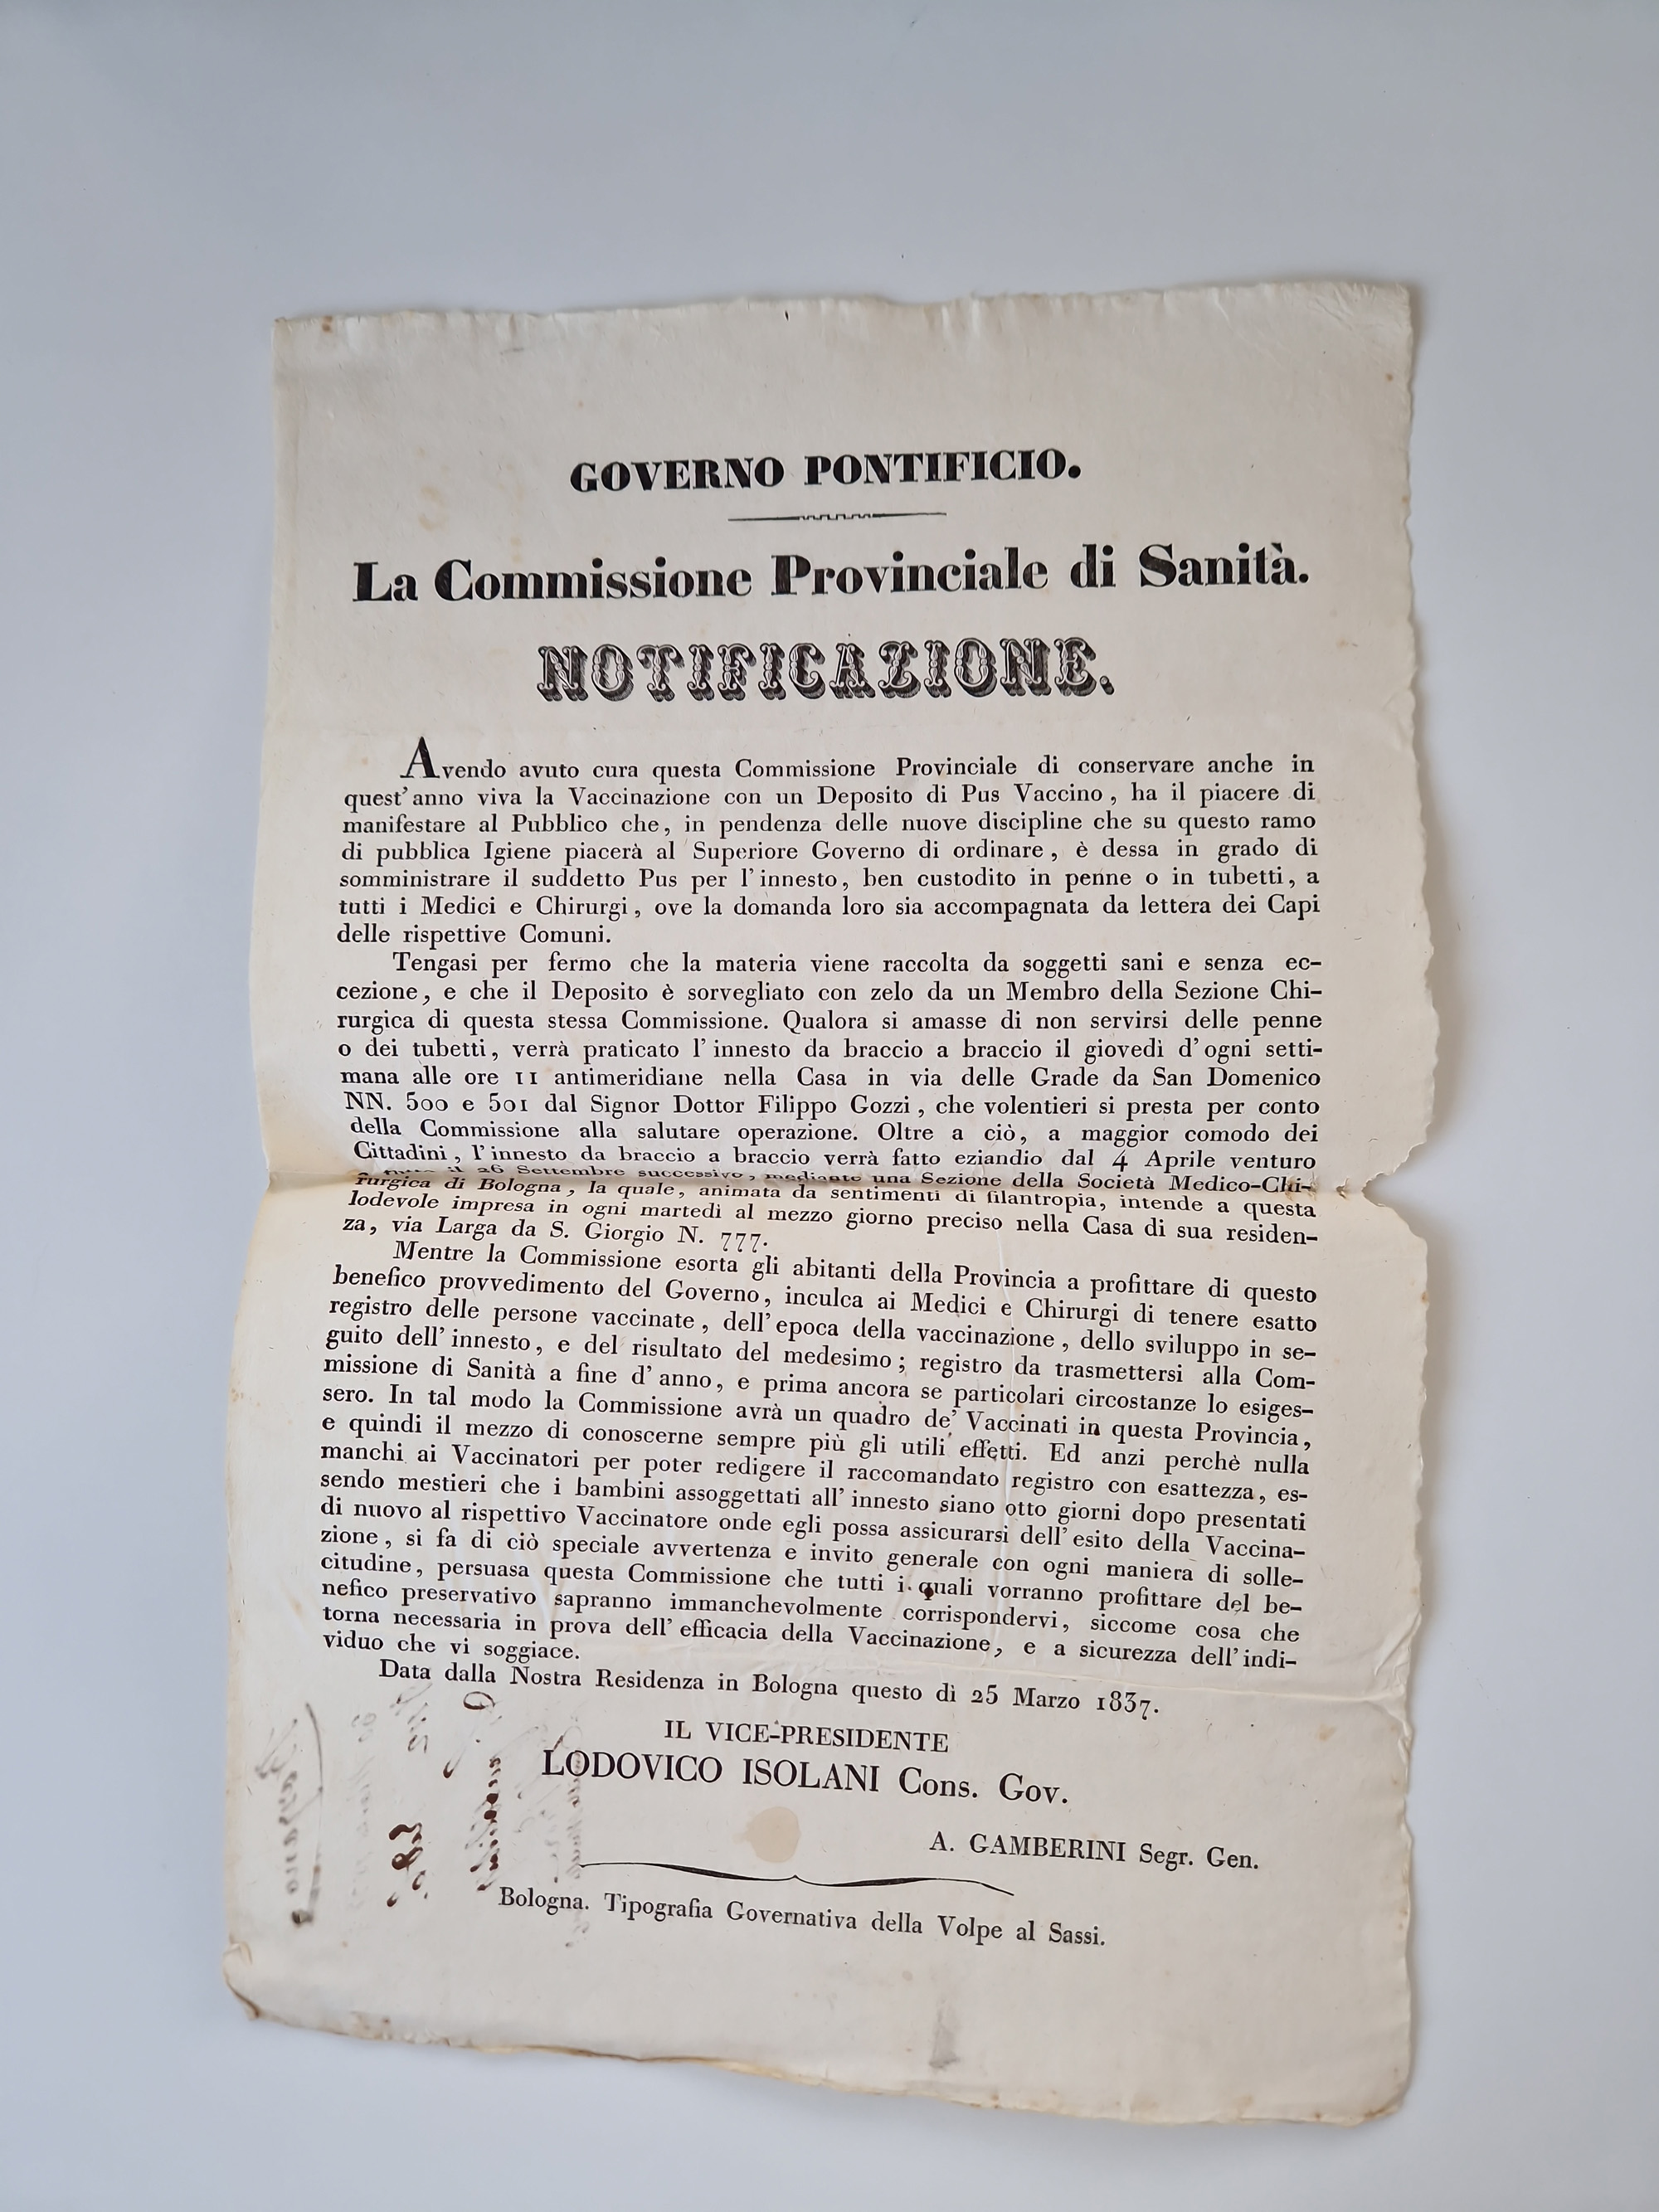 GOVERNO PONTIFICIO.
La Commissione Provinciale di Sanità.
NOTIFICAZIONE.
Avendo avuto cura questa Commissione Provinciale di conservare anche in
quest'anno viva la Vaccinazione con un Deposito di Pus Vaccino, ha il piacere di
manifestare al Pubblico che, in pendenza delle nuove discipline che su questo ramo
di pubblica Igiene piacerà al Superiore Governo di ordinare, è dessa in grado di
somministrare il suddetto Pus per l'innesto, ben custodito in penne o in tubetti, a
tutti i Medici e Chirurgi, ove la domanda loro sia accompagnata da lettera dei Capi
delle rispettive Comuni.
Tengasi per fermo che la materia viene raccolta da soggetti sani e senza ec-
cezione, e che il Deposito è sorvegliato con zelo da un Membro della Sezione Chi-
rurgica di questa stessa Commissione. Qualora si amasse di non servirsi delle penne
o dei tubetti, verrà praticato l'innesto da braccio a braccio il giovedì d'ogni setti-
mana alle ore 11 antimeridiane nella Casa in via delle Grade da San Domenico
NN. 500 e 501 dal Signor Dottor Filippo Gozzi, che volentieri si presta per conto
della Commissione alla salutare operazione. Oltre a ciò, a maggior comodo dei
Cittadini, l'innesto da braccio a braccio verrà fatto eziandio dal 4 Aprile venturo
a tutto il 26 Settembre successivo, mediante una Sezione della Società Medico-Chi-
rurgica di Bologna, la quale, animata da sentimenti di filantropia, intende a questa
lodevole impresa in ogni martedì al mezzo giorno preciso nella Casa di sua residen-
za, via Larga da S. Giorgio N. 777.
Mentre la Commissione esorta gli abitanti della Provincia a profittare di questo
benefico provvedimento del Governo, inculca ai Medici e Chirurgi di tenere esatto
registro delle persone vaccinate, dell'epoca della vaccinazione, dello sviluppo in se-
guito dell'innesto, e del risultato del medesimo; registro da trasmettersi alla Com-
missione di Sanità a fine d'anno, e prima ancora se particolari circostanze lo esiges-
sero. In tal modo la Commissione avrà un quadro de' Vaccinati in questa Provincia,
e quindi il mezzo di conoscerne sempre più gli utili effetti. Ed anzi perchè nulla
manchi ai Vaccinatori per poter redigere il raccomandato registro con esattezza, es-
sendo mestieri che i bambini assoggettati all'innesto siano otto giorni dopo presentati
di nuovo al rispettivo Vaccinatore onde egli possa assicurarsi dell'esito della Vaccina-
zione, si fa di ciò speciale avvertenza e invito generale con ogni maniera di solle-
citudine, persuasa questa Commissione che tutti i quali vorranno profittare del be-
nefico preservativo sapranno immanchevolmente corrispondervi, siccome cosa che
torna necessaria in prova dell'efficacia della Vaccinazione, e a sicurezza dell'indi-
viduo che vi soggiace.
Data dalla Nostra Residenza in Bologna questo dì 25 Marzo 1837.
IL VICE-PRESIDENTE
LODOVICO ISOLANI Cons. Gov.
A. GAMBERINI Segr. Gen.
Bologna. Tipografia Governativa della Volpe al Sassi.